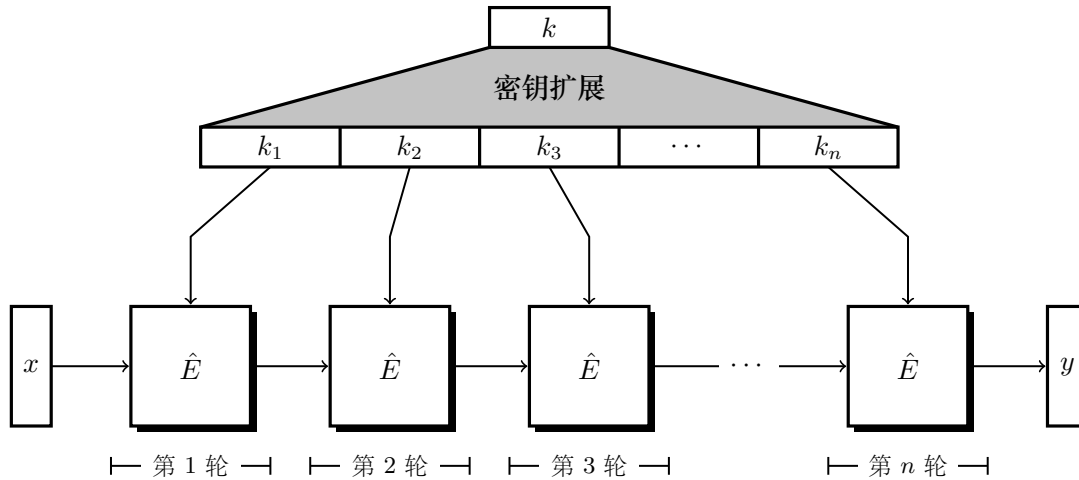 k
密钥扩展
k₁ k₂ k₃ ⋯ kₙ
x Ê Ê Ê ⋯ Ê y
第 1 轮 第 2 轮 第 3 轮 第 n 轮